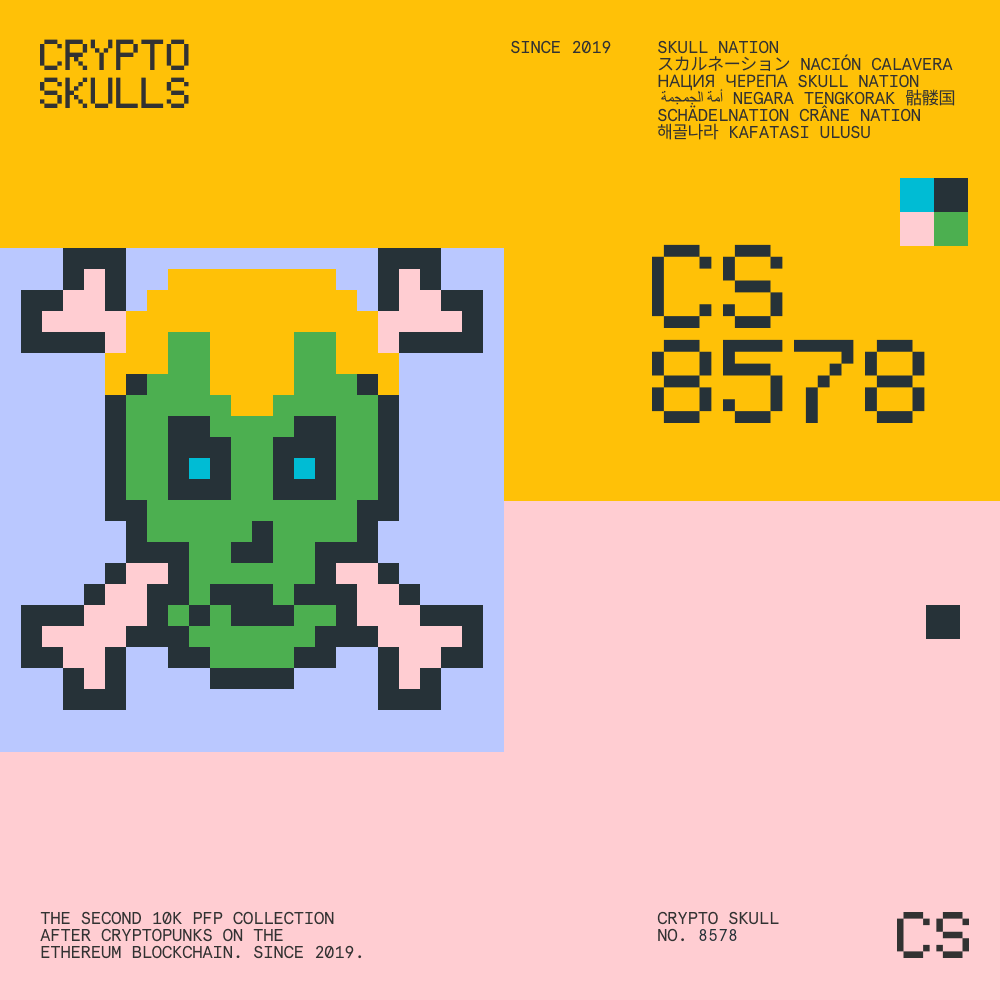 CRYPTO
SKULLS
SINCE 2019
SKULL NATION
スカルネーション NACIÓN CALAVERA
НАЦИЯ ЧЕРЕПА SKULL NATION
أمة الجمجمة NEGARA TENGKORAK 骷髅国
SCHÄDELNATION CRÂNE NATION
해골나라 KAFATASI ULUSU
CS
8578
THE SECOND 10K PFP COLLECTION
AFTER CRYPTOPUNKS ON THE
ETHEREUM BLOCKCHAIN. SINCE 2019.
CRYPTO SKULL
NO. 8578
CS